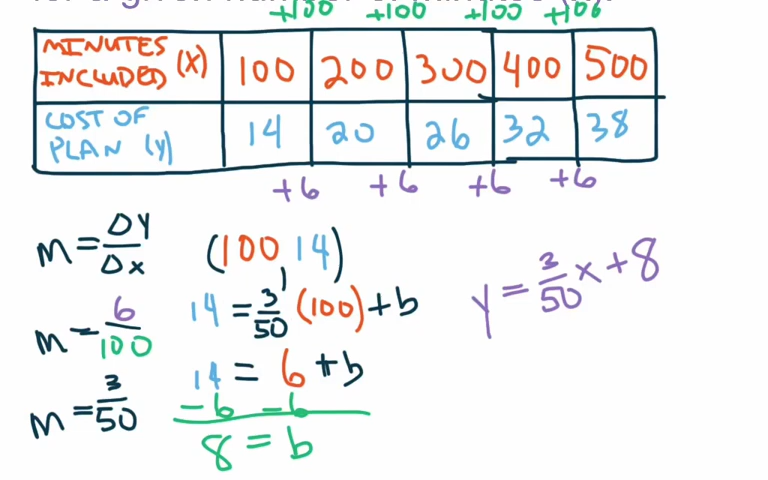 +100 +100 +100 +100
MINUTES INCLUDED (X) 100 200 300 400 500
COST OF PLAN (y) 14 20 26 32 38
+6 +6 +6 +6
m = ΔY/Δx
(100, 14)
m = 6/100
14 = 3/50 (100) + b
y = 3/50 x + 8
14 = 6 + b
m = 3/50
-6 -6
8 = b